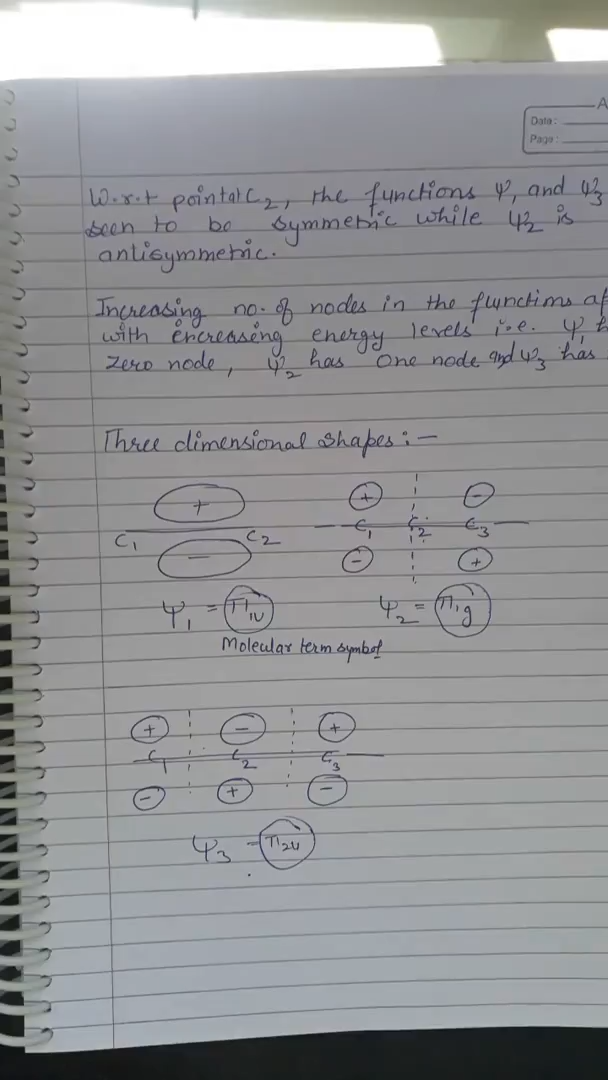 Date:
Page:
W.r.t point at C2, the functions ψ1 and ψ3
seen to be symmetric while ψ2 is
antisymmetric.
Increasing no. of nodes in the functions
with encreaseng energy levels i.e. ψ1
zero node, ψ2 has one node and ψ3 has
Three dimensional shapes:-
+ + -
C1 C2 C1 C2 C3
- - +
ψ1 = π1u ψ2 = π1g
Molecular term symbol
+ - +
C1 C2 C3
- + -
ψ3 = π2u